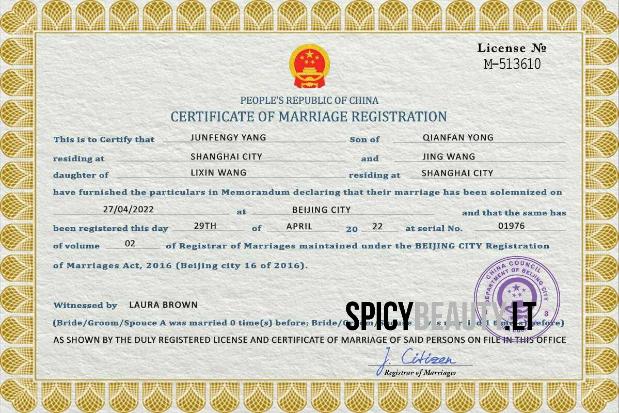 License №
M-513610
PEOPLE'S REPUBLIC OF CHINA
CERTIFICATE OF MARRIAGE REGISTRATION
This is to Certify that JUNFENGY YANG Son of QIANFAN YONG
residing at SHANGHAI CITY and JING WANG
daughter of LIXIN WANG residing at SHANGHAI CITY
have furnished the particulars in Memorandum declaring that their marriage has been solemnized on
27/04/2022 at BEIJING CITY and that the same has
been registered this day 29TH of APRIL 20 22 at serial No. 01976
of volume 02 of Registrar of Marriages maintained under the BEIJING CITY Registration
of Marriages Act, 2016 (Beijing city 16 of 2016).
CHINA COUNCIL
DEPARTMENT OF BEIJING CITY
Witnessed by LAURA BROWN
SPICYBEAUTY.LT
(Bride/Groom/Spouce A was married 0 time(s) before; Bride/ was married before)
AS SHOWN BY THE DULY REGISTERED LICENSE AND CERTIFICATE OF MARRIAGE OF SAID PERSONS ON FILE IN THIS OFFICE
J. Citizen
Registrar of Marriages